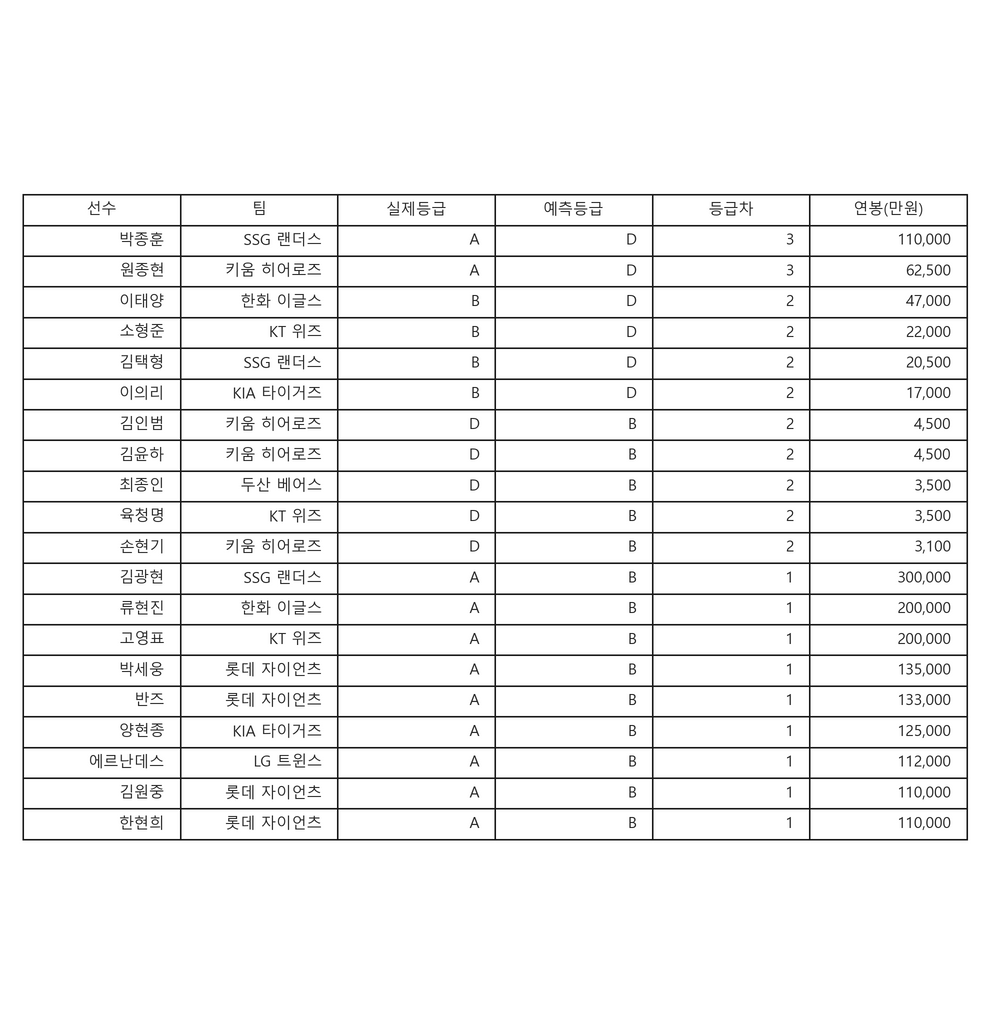 선수 팀 실제등급 예측등급 등급차 연봉(만원)
박종훈 SSG 랜더스 A D 3 110,000
원종현 키움 히어로즈 A D 3 62,500
이태양 한화 이글스 B D 2 47,000
소형준 KT 위즈 B D 2 22,000
김택형 SSG 랜더스 B D 2 20,500
이의리 KIA 타이거즈 B D 2 17,000
김인범 키움 히어로즈 D B 2 4,500
김윤하 키움 히어로즈 D B 2 4,500
최종인 두산 베어스 D B 2 3,500
육청명 KT 위즈 D B 2 3,500
손현기 키움 히어로즈 D B 2 3,100
김광현 SSG 랜더스 A B 1 300,000
류현진 한화 이글스 A B 1 200,000
고영표 KT 위즈 A B 1 200,000
박세웅 롯데 자이언츠 A B 1 135,000
반즈 롯데 자이언츠 A B 1 133,000
양현종 KIA 타이거즈 A B 1 125,000
에르난데스 LG 트윈스 A B 1 112,000
김원중 롯데 자이언츠 A B 1 110,000
한현희 롯데 자이언츠 A B 1 110,000